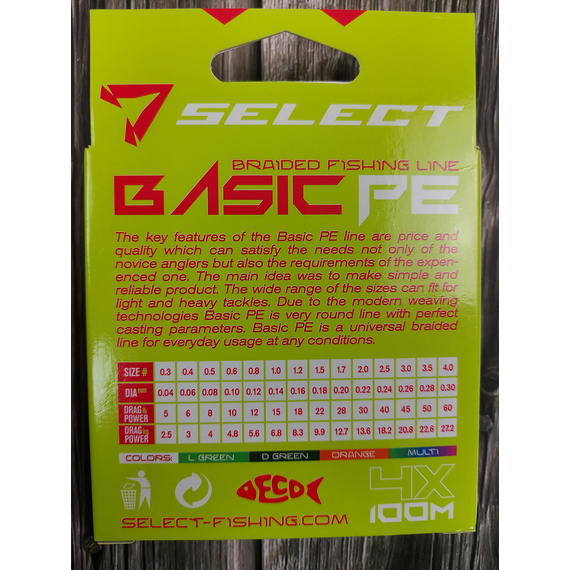 SELECT
BRAIDED FISHING LINE
BASIC PE
The key features of the Basic PE line are price and
quality which can satisfy the needs not only of the
novice anglers but also the requirements of the experi-
enced one. The main idea was to make simple and
reliable product. The wide range of the sizes can fit for
light and heavy tackles. Due to the modern weaving
technologies Basic PE is very round line with perfect
casting parameters. Basic PE is a universal braided
line for everyday usage at any conditions.
SIZE # 0.3 0.4 0.5 0.6 0.8 1.0 1.2 1.5 1.7 2.0 2.5 3.0 3.5 4.0
DIA mm 0.04 0.06 0.08 0.10 0.12 0.14 0.16 0.18 0.20 0.22 0.24 0.26 0.28 0.30
DRAG lb POWER 5 6 8 10 12 15 18 22 28 30 40 45 50 60
DRAG kg POWER 2.5 3 4 4.8 5.6 6.8 8.3 9.9 12.7 13.6 18.2 20.8 22.6 27.2
COLORS: L GREEN D GREEN ORANGE MULTI
ECO
4X
100M
SELECT-FISHING.COM